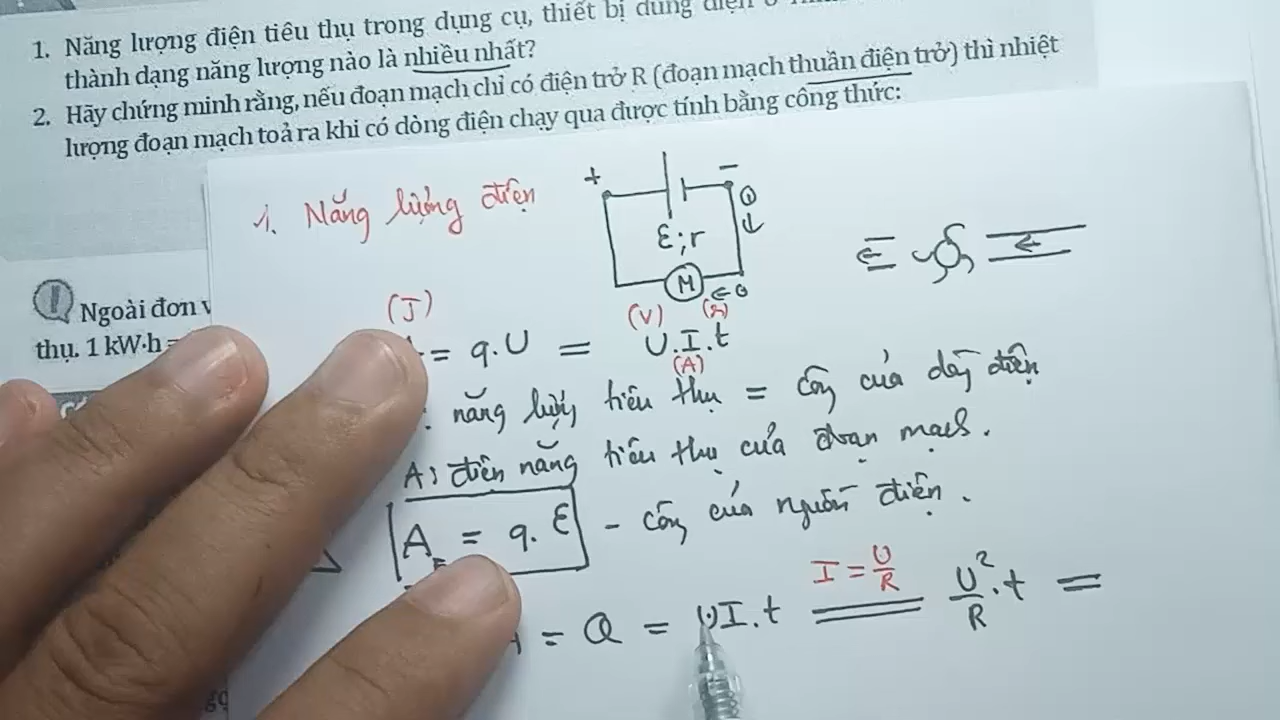 1. Năng lượng điện tiêu thụ trong dụng cụ, thiết bị dùng điện ở
thành dạng năng lượng nào là nhiều nhất?
2. Hãy chứng minh rằng, nếu đoạn mạch chỉ có điện trở R (đoạn mạch thuần điện trở) thì nhiệt
lượng đoạn mạch toả ra khi có dòng điện chạy qua được tính bằng công thức:
1. Năng lượng điện
+ −
ℰ;r
M
Ngoài đơn v
thụ. 1 kW·h =
(J) (V) (s)
= q.U = U.I.t
(A)
: năng lượng tiêu thụ = công của dòng điện
A: điện năng tiêu thụ của đoạn mạch.
A = q.ℰ - công của nguồn điện.
I = U/R
= Q = UI.t = U²/R .t =